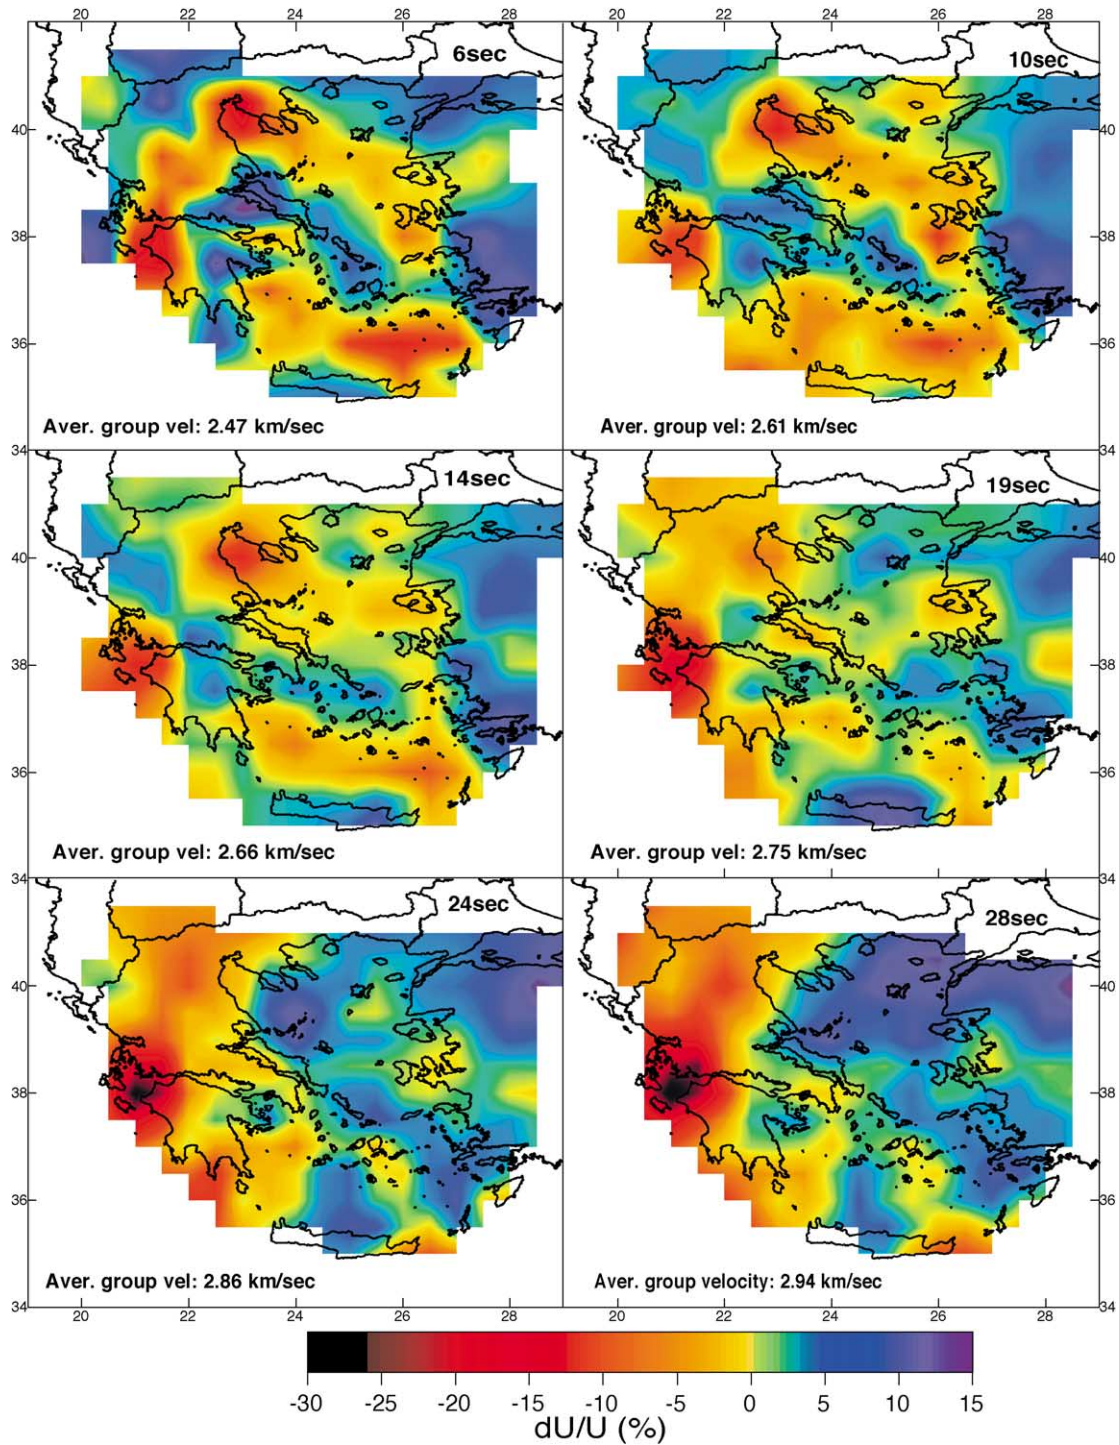 20 22 24 26 28 20 22 24 26 28
6sec 10sec
40 40
38 38
36 36
Aver. group vel: 2.47 km/sec Aver. group vel: 2.61 km/sec
34 34
14sec 19sec
40 40
38 38
36 36
Aver. group vel: 2.66 km/sec Aver. group vel: 2.75 km/sec
34 34
24sec 28sec
40 40
38 38
36 36
Aver. group vel: 2.86 km/sec Aver. group velocity: 2.94 km/sec
34 34
20 22 24 26 28 20 22 24 26 28
-30 -25 -20 -15 -10 -5 0 5 10 15
dU/U (%)